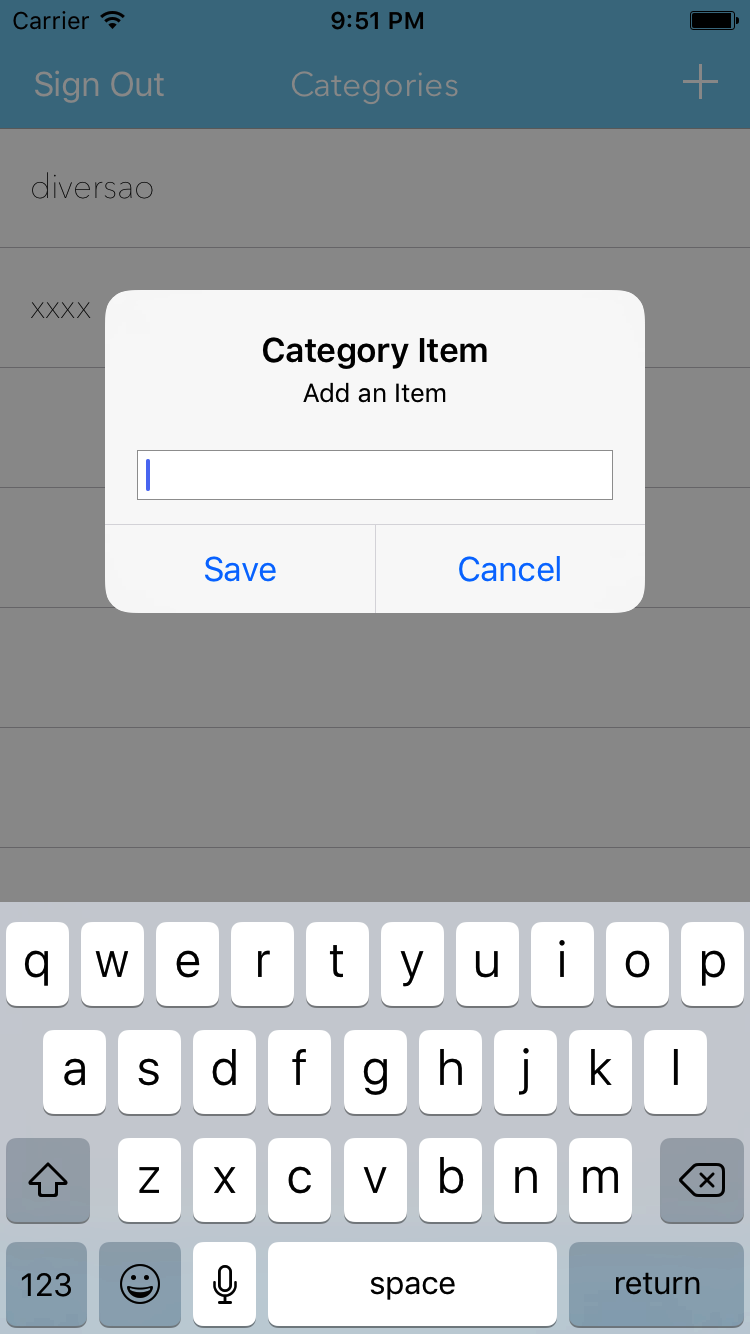 Carrier 9:51 PM
Sign Out Categories
diversao
xxxx
Category Item
Add an Item
Save Cancel
q w e r t y u i o p
a s d f g h j k l
z x c v b n m
123 space return